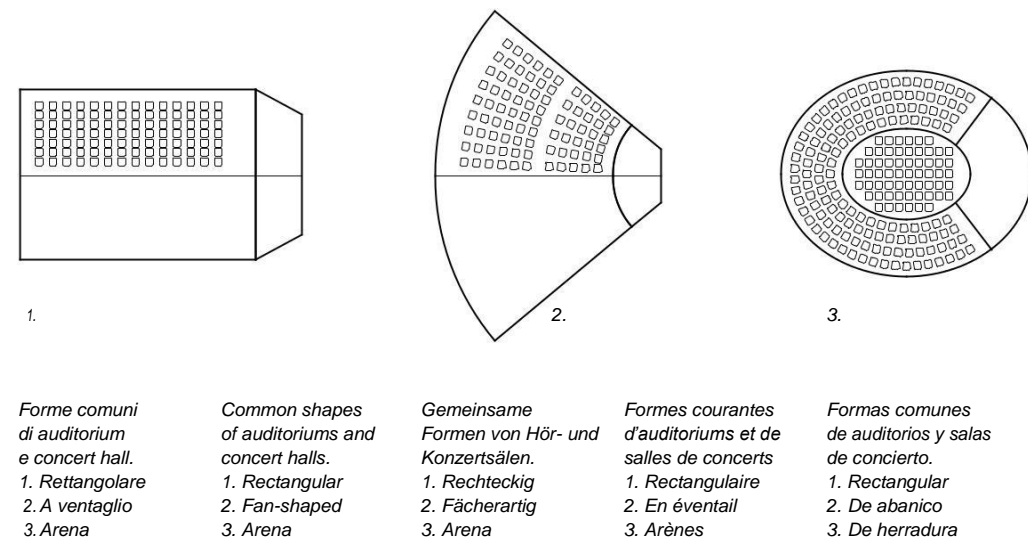 1.
2.
3.
Forme comuni
di auditorium
e concert hall.
1. Rettangolare
2. A ventaglio
3. Arena
Common shapes
of auditoriums and
concert halls.
1. Rectangular
2. Fan-shaped
3. Arena
Gemeinsame
Formen von Hör- und
Konzertsälen.
1. Rechteckig
2. Fächerartig
3. Arena
Formes courantes
d'auditoriums et de
salles de concerts
1. Rectangulaire
2. En éventail
3. Arènes
Formas comunes
de auditorios y salas
de concierto.
1. Rectangular
2. De abanico
3. De herradura